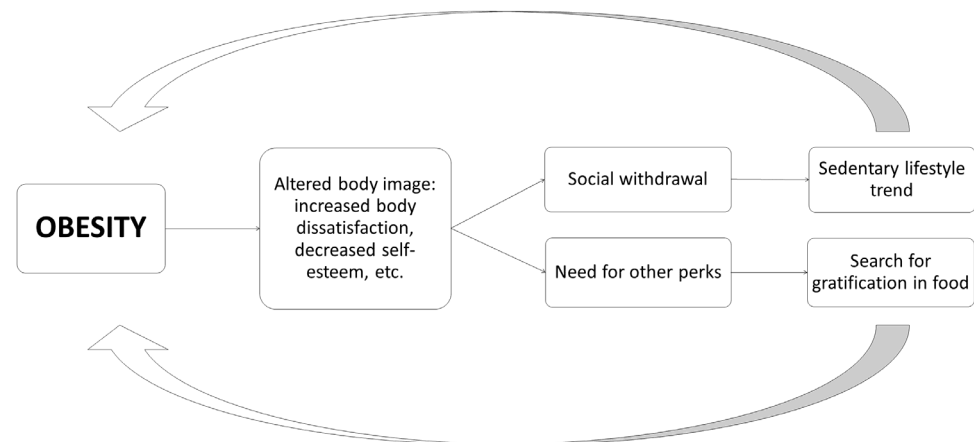 OBESITY
Altered body image:
increased body
dissatisfaction,
decreased self-
esteem, etc.
Social withdrawal
Sedentary lifestyle
trend
Need for other perks
Search for
gratification in food